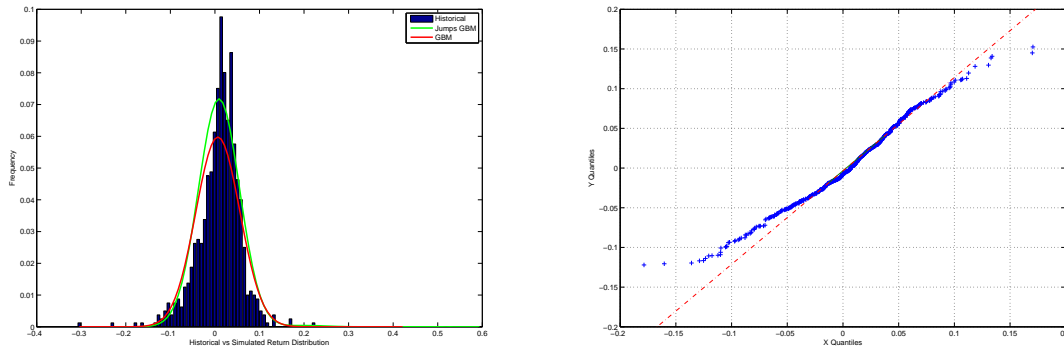 0.1
0.09
0.08
0.07
0.06
0.05
0.04
0.03
0.02
0.01
0
Frequency
−0.4 −0.3 −0.2 −0.1 0 0.1 0.2 0.3 0.4 0.5 0.6
Historical vs Simulated Return Distribution
Historical
Jumps GBM
GBM
0.2
0.15
0.1
0.05
0
−0.05
−0.1
−0.15
−0.2
Y Quantiles
−0.2 −0.15 −0.1 −0.05 0 0.05 0.1 0.15 0.2
X Quantiles